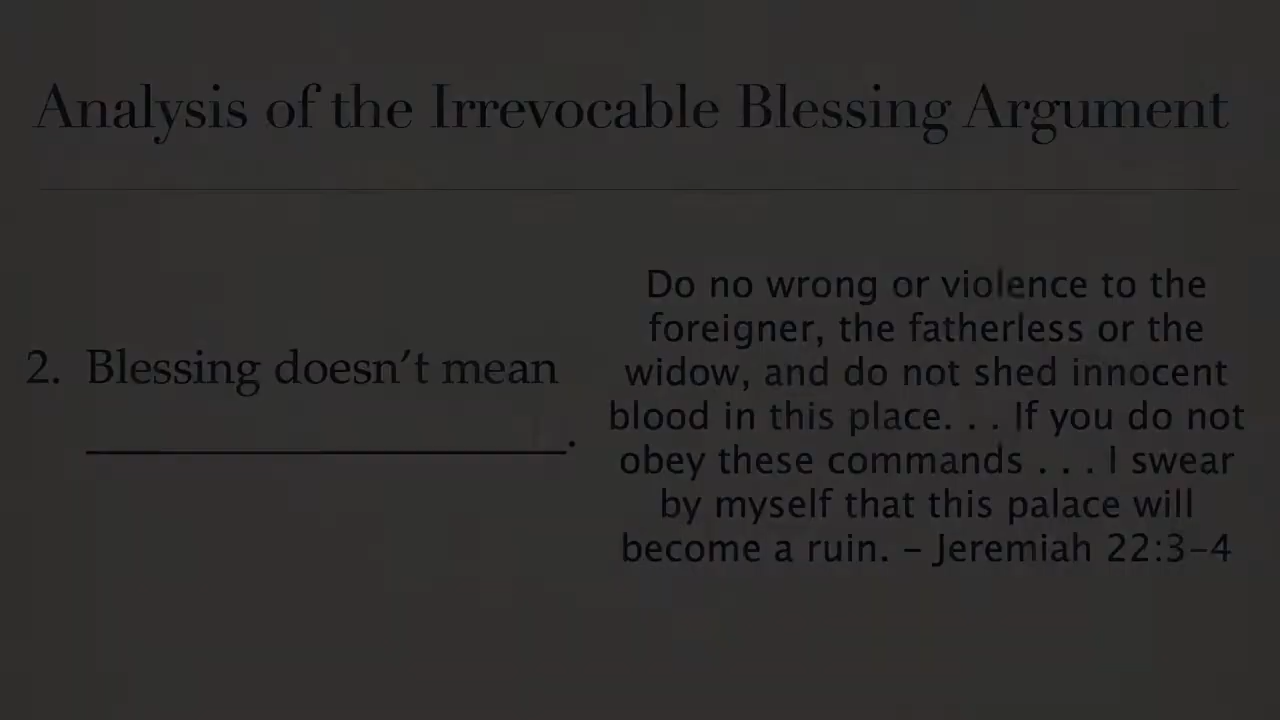 Analysis of the Irrevocable Blessing Argument
2. Blessing doesn’t mean
____________________.
Do no wrong or violence to the
foreigner, the fatherless or the
widow, and do not shed innocent
blood in this place. . . If you do not
obey these commands . . . I swear
by myself that this palace will
become a ruin. – Jeremiah 22:3-4